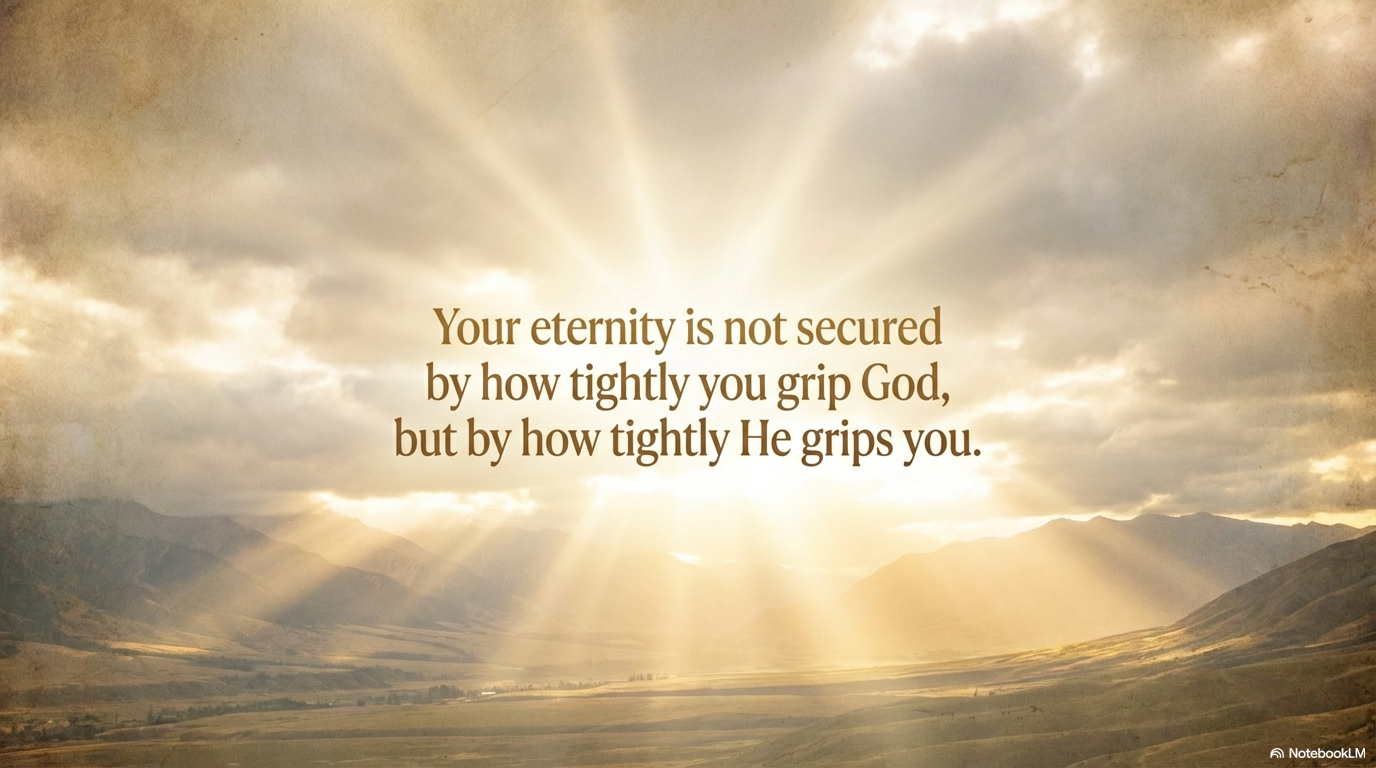 Your eternity is not secured
by how tightly you grip God,
but by how tightly He grips you.
NotebookLM